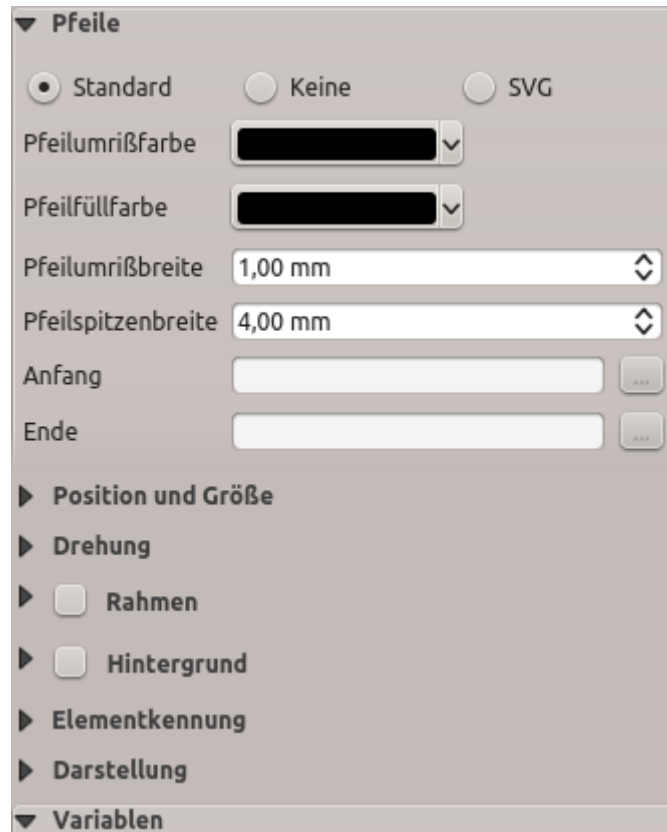 Pfeile
Standard Keine SVG
Pfeilumrißfarbe
Pfeilfüllfarbe
Pfeilumrißbreite 1,00 mm
Pfeilspitzenbreite 4,00 mm
Anfang ...
Ende ...
Position und Größe
Drehung
Rahmen
Hintergrund
Elementkennung
Darstellung
Variablen